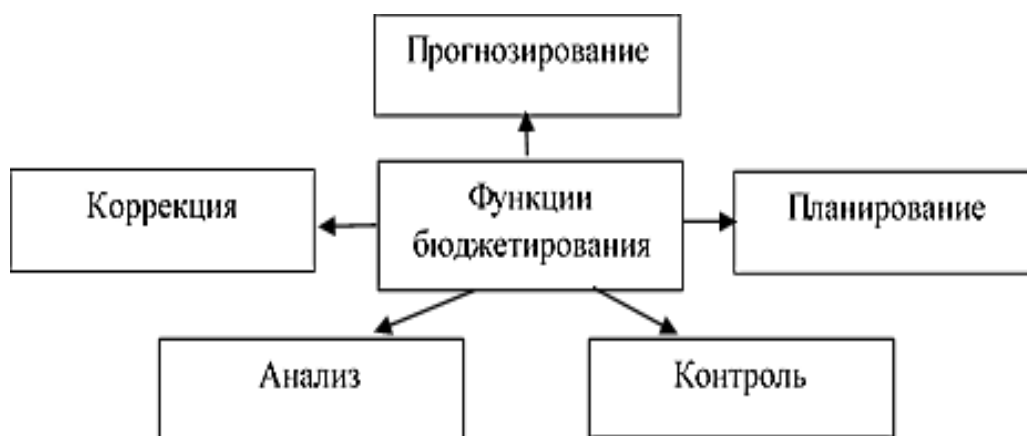 Прогнозирование
Коррекция
Функции
бюджетирования
Планирование
Анализ
Контроль